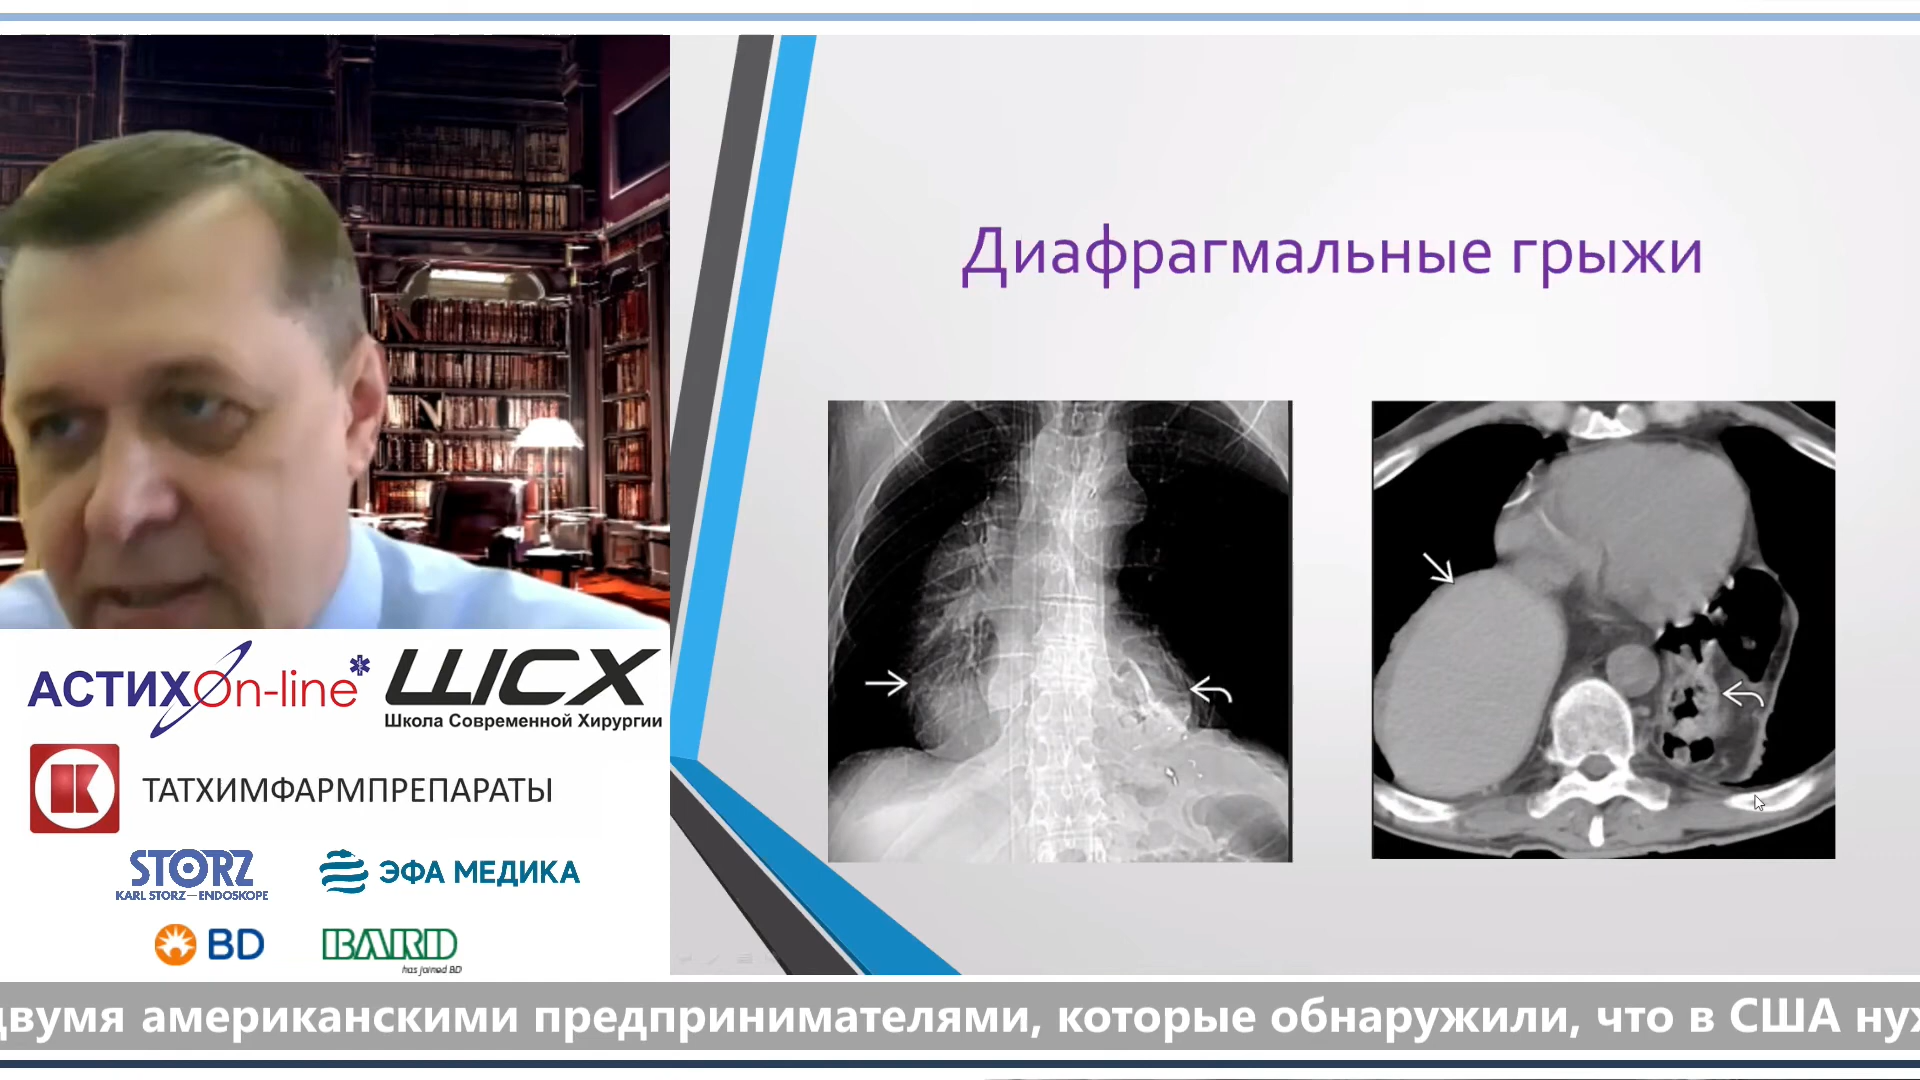 Диафрагмальные грыжи
АСТИХ On-line
ШСХ
Школа Современной Хирургии
ТАТХИМФАРМПРЕПАРАТЫ
STORZ
KARL STORZ—ENDOSKOPE
ЭФА МЕДИКА
BD
BARD
has joined BD
двумя американскими предпринимателями, которые обнаружили, что в США нуж